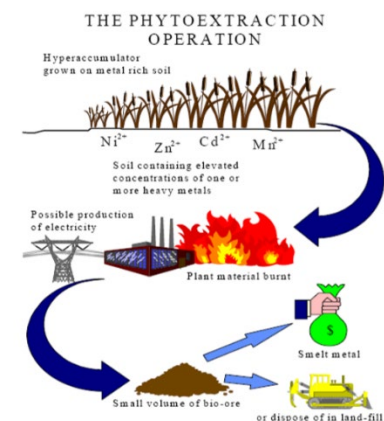 THE PHYTOEXTRACTION
OPERATION
Hyperaccumulator
grown on metal rich soil
Ni²⁺
Zn²⁺
Cd²⁺
Mn²⁺
Soil containing elevated
concentrations of one or
more heavy metals
Possible production
of electricity
Plant material burnt
$
Smelt metal
Small volume of bio-ore
or dispose of in land-fill